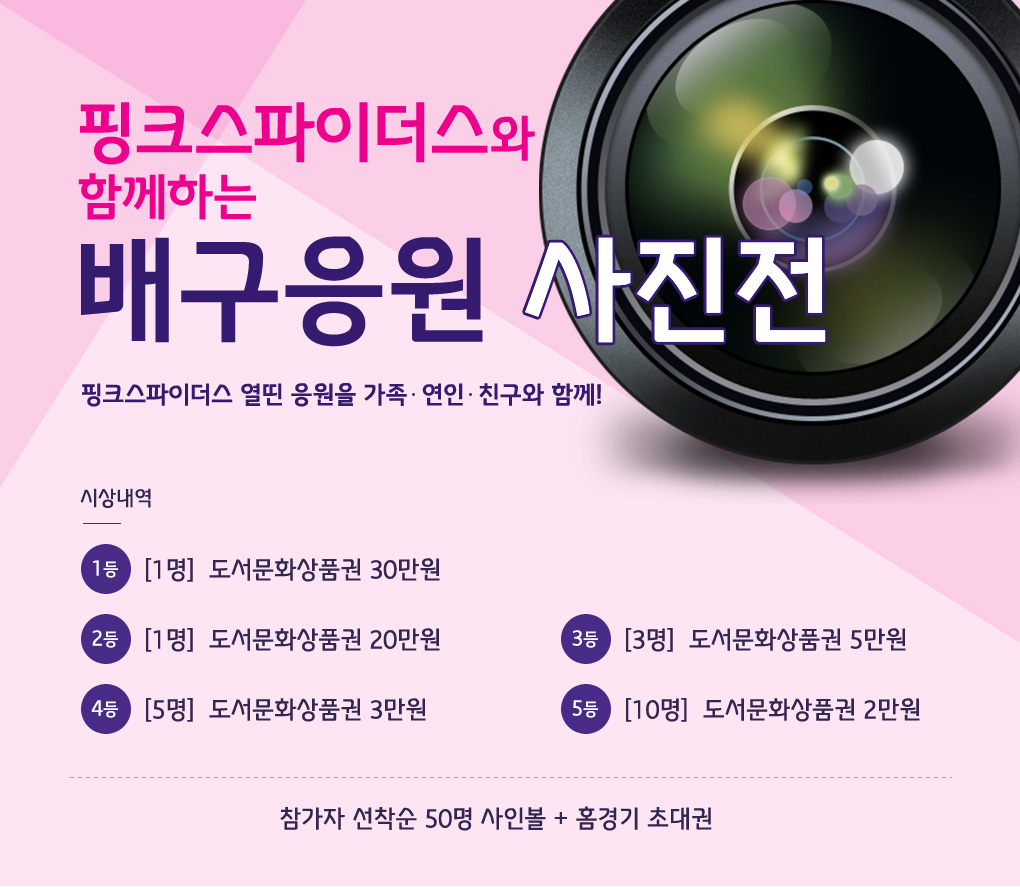 핑크스파이더스와
함께하는
배구응원 사진전
핑크스파이더스 열띤 응원을 가족·연인·친구와 함께!
시상내역
1등 [1명] 도서문화상품권 30만원
2등 [1명] 도서문화상품권 20만원
3등 [3명] 도서문화상품권 5만원
4등 [5명] 도서문화상품권 3만원
5등 [10명] 도서문화상품권 2만원
참가자 선착순 50명 사인볼 + 홈경기 초대권